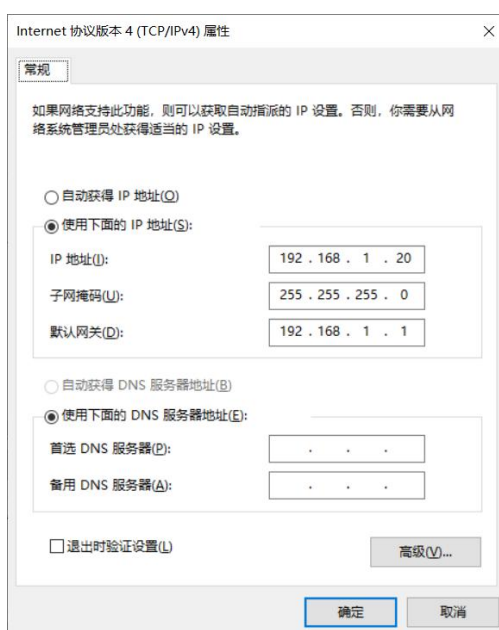 Internet 协议版本 4 (TCP/IPv4) 属性
常规
如果网络支持此功能，则可以获取自动指派的 IP 设置。否则，你需要从网
络系统管理员处获得适当的 IP 设置。
自动获得 IP 地址(O)
使用下面的 IP 地址(S):
IP 地址(I): 192 . 168 . 1 . 20
子网掩码(U): 255 . 255 . 255 . 0
默认网关(D): 192 . 168 . 1 . 1
自动获得 DNS 服务器地址(B)
使用下面的 DNS 服务器地址(E):
首选 DNS 服务器(P): . . .
备用 DNS 服务器(A): . . .
退出时验证设置(L)
高级(V)...
确定 取消